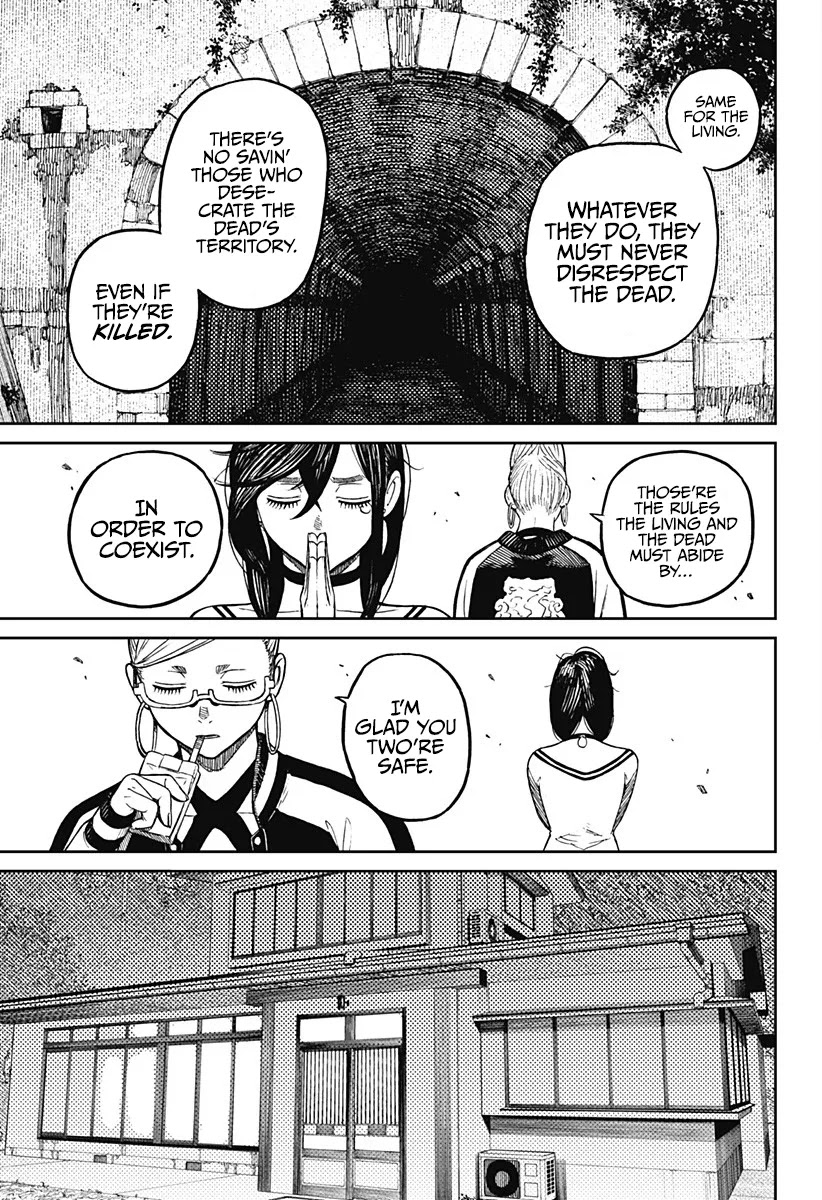 SAME
FOR THE
LIVING.
WHATEVER
THEY DO, THEY
MUST NEVER
DISRESPECT
THE DEAD.
THERE'S
NO SAVIN'
THOSE WHO
DESE-
CRATE THE
DEAD'S
TERRITORY.
EVEN IF
THEY'RE
KILLED.
THOSE'RE
THE RULES
THE LIVING AND
THE DEAD
MUST ABIDE
BY...
IN
ORDER TO
COEXIST.
I'M
GLAD YOU
TWO'RE
SAFE.